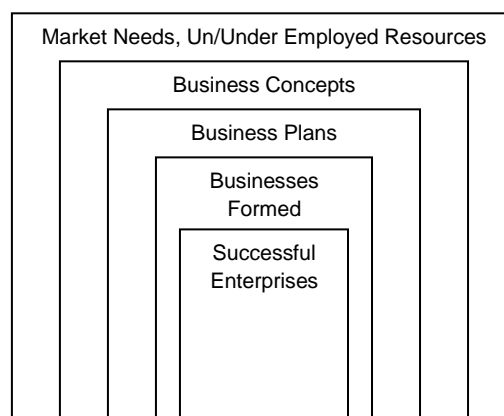 Market Needs, Un/Under Employed Resources
Business Concepts
Business Plans
Businesses
Formed
Successful
Enterprises